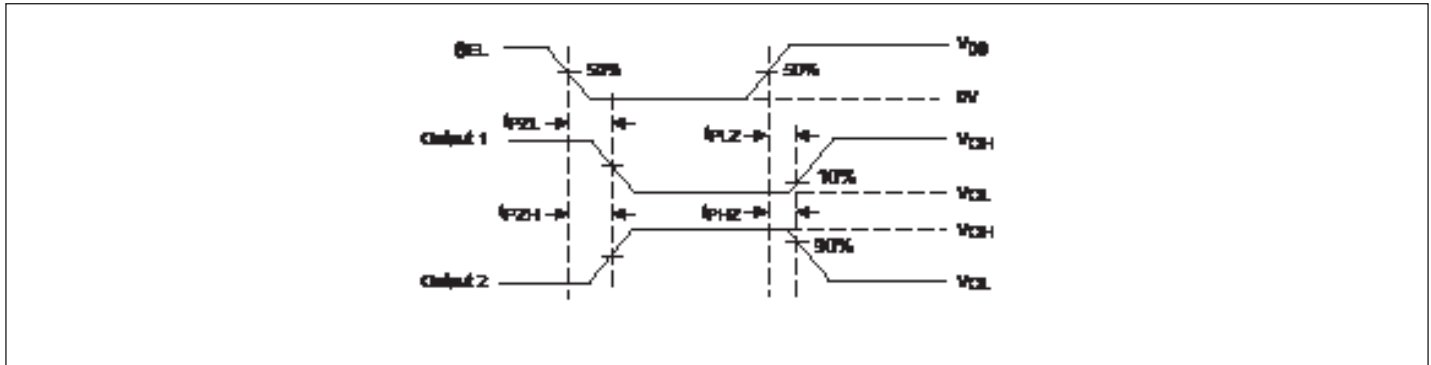 SEL
50%
50%
VDD
0V
tPZL
tPLZ
Output 1
VOH
10%
VOL
tPZH
tPHZ
VOH
90%
Output 2
VOL